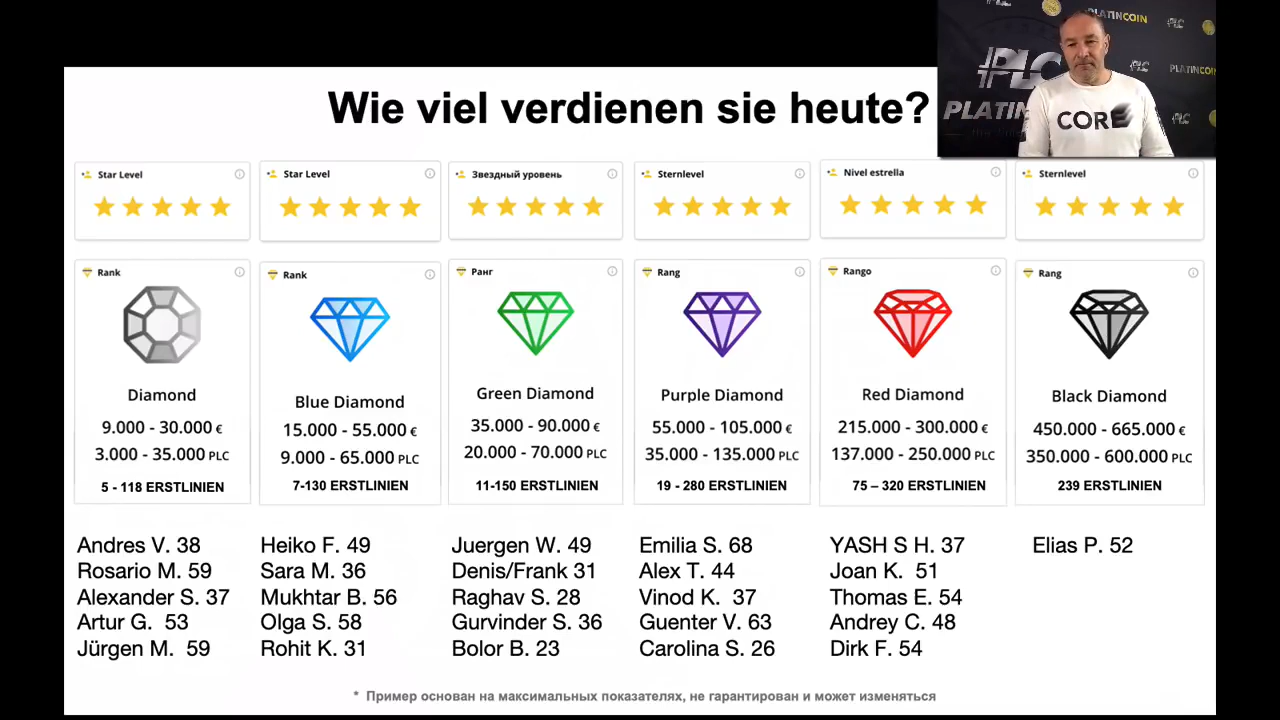 PLATINCOIN
PLC
PLC
PLC
PLATINCOIN
PLATIN
PLC
CORE
Wie viel verdienen sie heute?
Star Level
Star Level
Звездный уровень
Sternlevel
Nivel estrella
Sternlevel
Rank
Diamond
9.000 - 30.000 €
3.000 - 35.000 PLC
5 - 118 ERSTLINIEN
Rank
Blue Diamond
15.000 - 55.000 €
9.000 - 65.000 PLC
7-130 ERSTLINIEN
Ранг
Green Diamond
35.000 - 90.000 €
20.000 - 70.000 PLC
11-150 ERSTLINIEN
Rang
Purple Diamond
55.000 - 105.000 €
35.000 - 135.000 PLC
19 - 280 ERSTLINIEN
Rango
Red Diamond
215.000 - 300.000 €
137.000 - 250.000 PLC
75 – 320 ERSTLINIEN
Rang
Black Diamond
450.000 - 665.000 €
350.000 - 600.000 PLC
239 ERSTLINIEN
Andres V. 38
Rosario M. 59
Alexander S. 37
Artur G. 53
Jürgen M. 59
Heiko F. 49
Sara M. 36
Mukhtar B. 56
Olga S. 58
Rohit K. 31
Juergen W. 49
Denis/Frank 31
Raghav S. 28
Gurvinder S. 36
Bolor B. 23
Emilia S. 68
Alex T. 44
Vinod K. 37
Guenter V. 63
Carolina S. 26
YASH S H. 37
Joan K. 51
Thomas E. 54
Andrey C. 48
Dirk F. 54
Elias P. 52
* Пример основан на максимальных показателях, не гарантирован и может изменяться